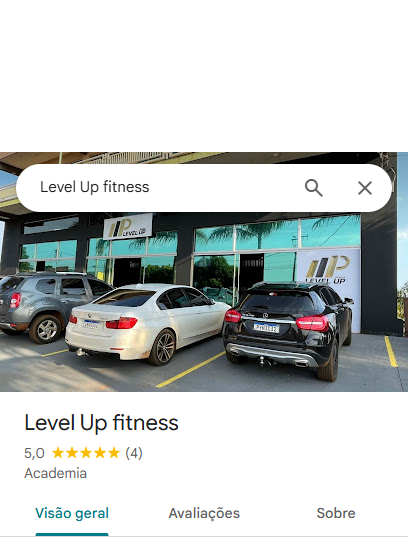 Level Up fitness
LEVEL UP
LEVEL UP
Level Up fitness
5,0 ★★★★★ (4)
Academia
Visão geral
Avaliações
Sobre